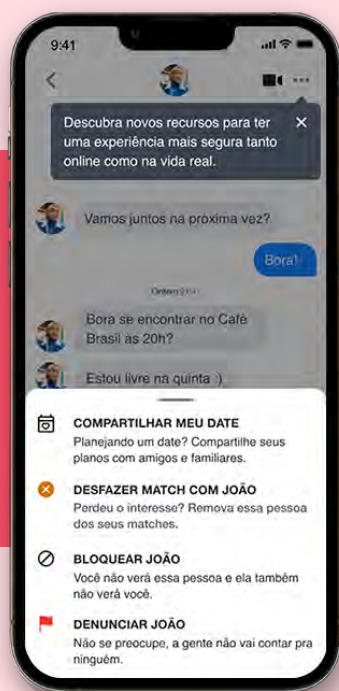 9:41
Descubra novos recursos para ter
uma experiência mais segura tanto
online como na vida real.
Vamos juntos na próxima vez?
Bora!
Ontem
Bora se encontrar no Café
Brasil às 20h?
Estou livre na quinta :)
COMPARTILHAR MEU DATE
Planejando um date? Compartilhe seus
planos com amigos e familiares.
DESFAZER MATCH COM JOÃO
Perdeu o interesse? Remova essa pessoa
dos seus matches.
BLOQUEAR JOÃO
Você não verá essa pessoa e ela também
não verá você.
DENUNCIAR JOÃO
Não se preocupe, a gente não vai contar pra
ninguém.